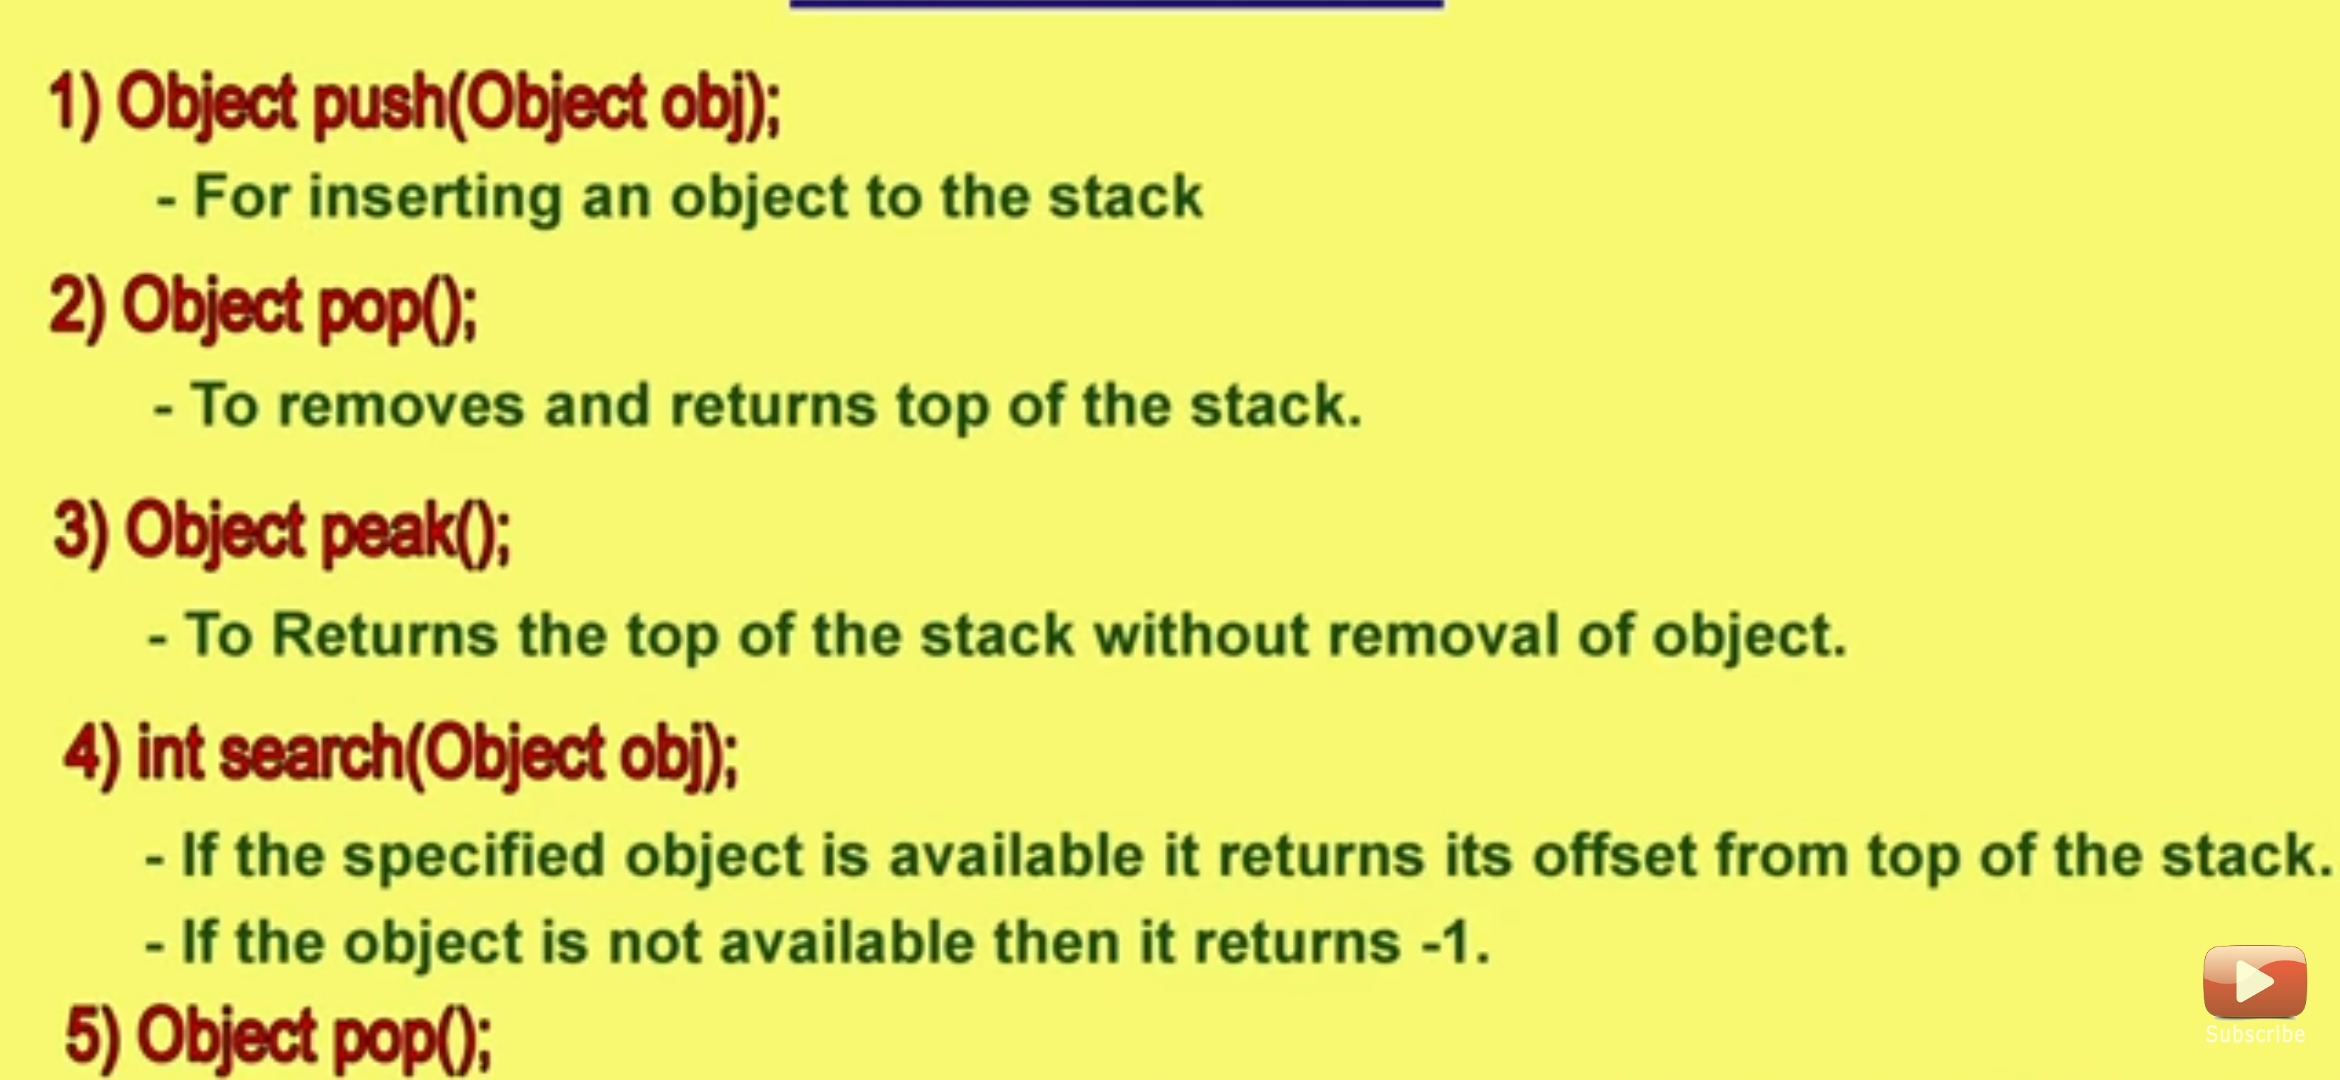 1) Object push(Object obj);
- For inserting an object to the stack
2) Object pop();
- To removes and returns top of the stack.
3) Object peak();
- To Returns the top of the stack without removal of object.
4) int search(Object obj);
- If the specified object is available it returns its offset from top of the stack.
- If the object is not available then it returns -1.
5) Object pop();
Subscribe